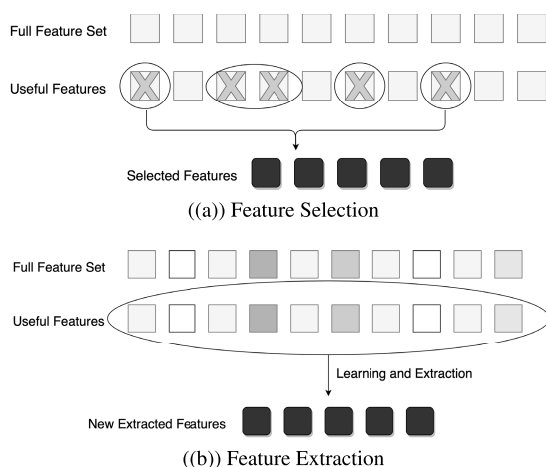 Full Feature Set
Useful Features
X X X X X
Selected Features
((a)) Feature Selection
Full Feature Set
Useful Features
Learning and Extraction
New Extracted Features
((b)) Feature Extraction